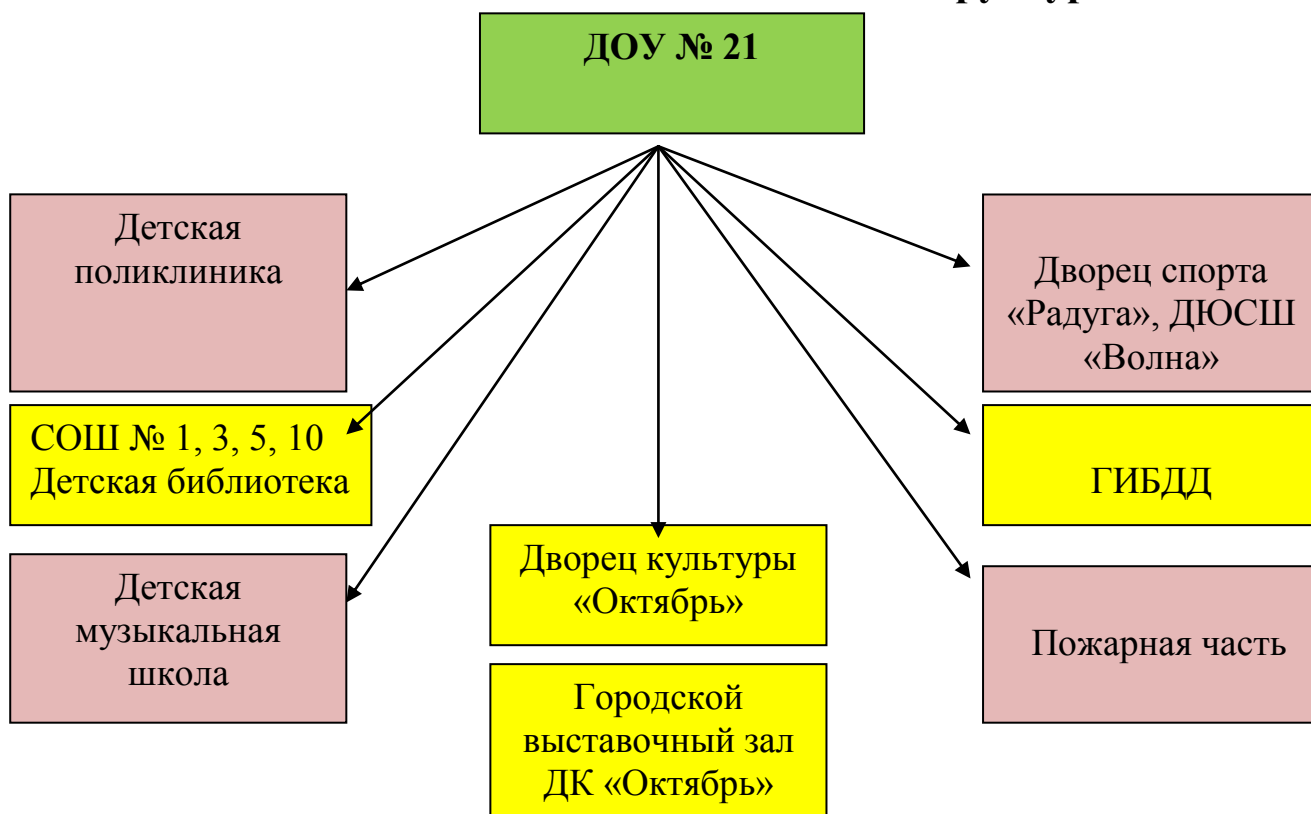 ДОУ № 21
Детская
поликлиника
Дворец спорта
«Радуга», ДЮСШ
«Волна»
СОШ № 1, 3, 5, 10
Детская библиотека
ГИБДД
Детская
музыкальная
школа
Дворец культуры
«Октябрь»
Пожарная часть
Городской
выставочный зал
ДК «Октябрь»